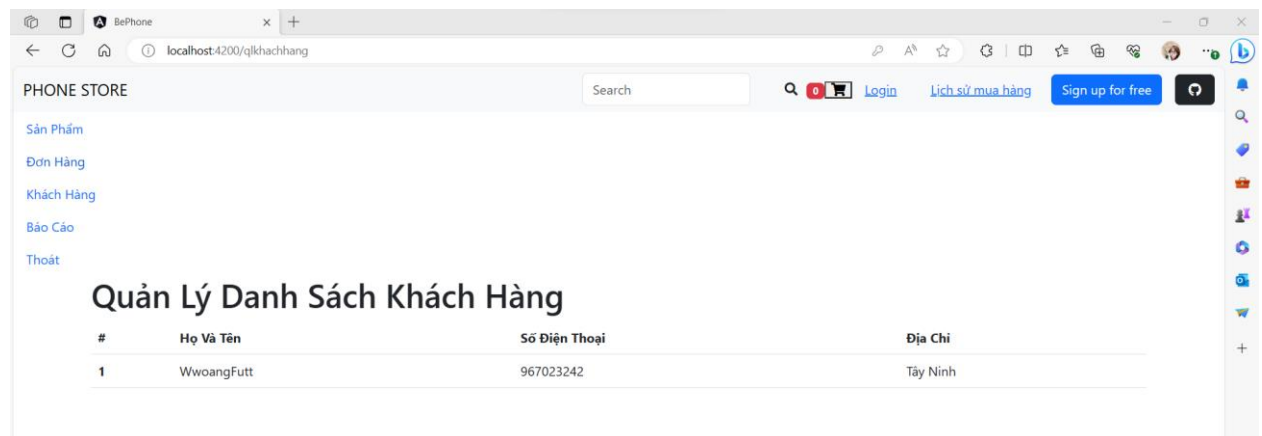 BePhone
localhost:4200/qlkhachhang
PHONE STORE Search 0 Login Lịch sử mua hàng Sign up for free
Sản Phẩm
Đơn Hàng
Khách Hàng
Báo Cáo
Thoát
Quản Lý Danh Sách Khách Hàng
# Họ Và Tên Số Điện Thoại Địa Chỉ
1 WwoangFutt 967023242 Tây Ninh